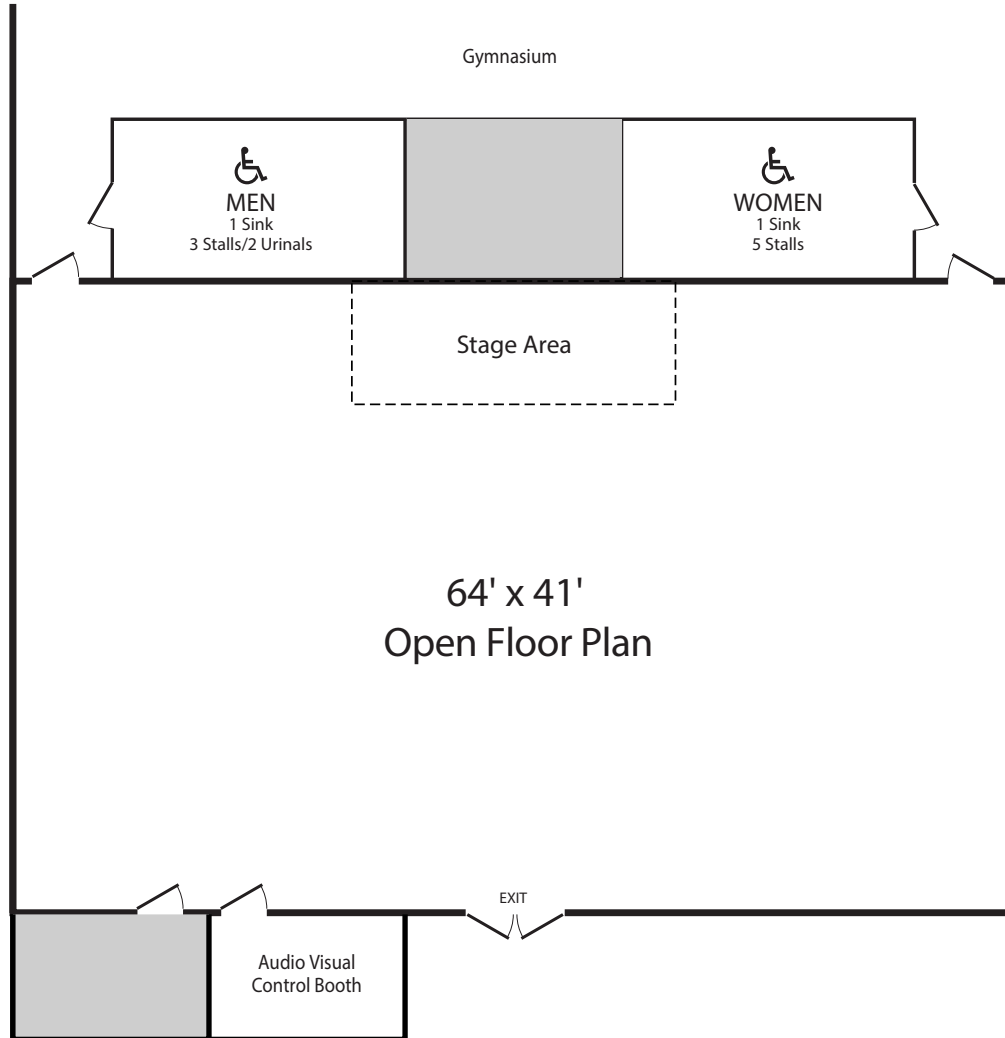 Gymnasium
MEN
1 Sink
3 Stalls/2 Urinals
WOMEN
1 Sink
5 Stalls
Stage Area
64' x 41'
Open Floor Plan
EXIT
Audio Visual
Control Booth